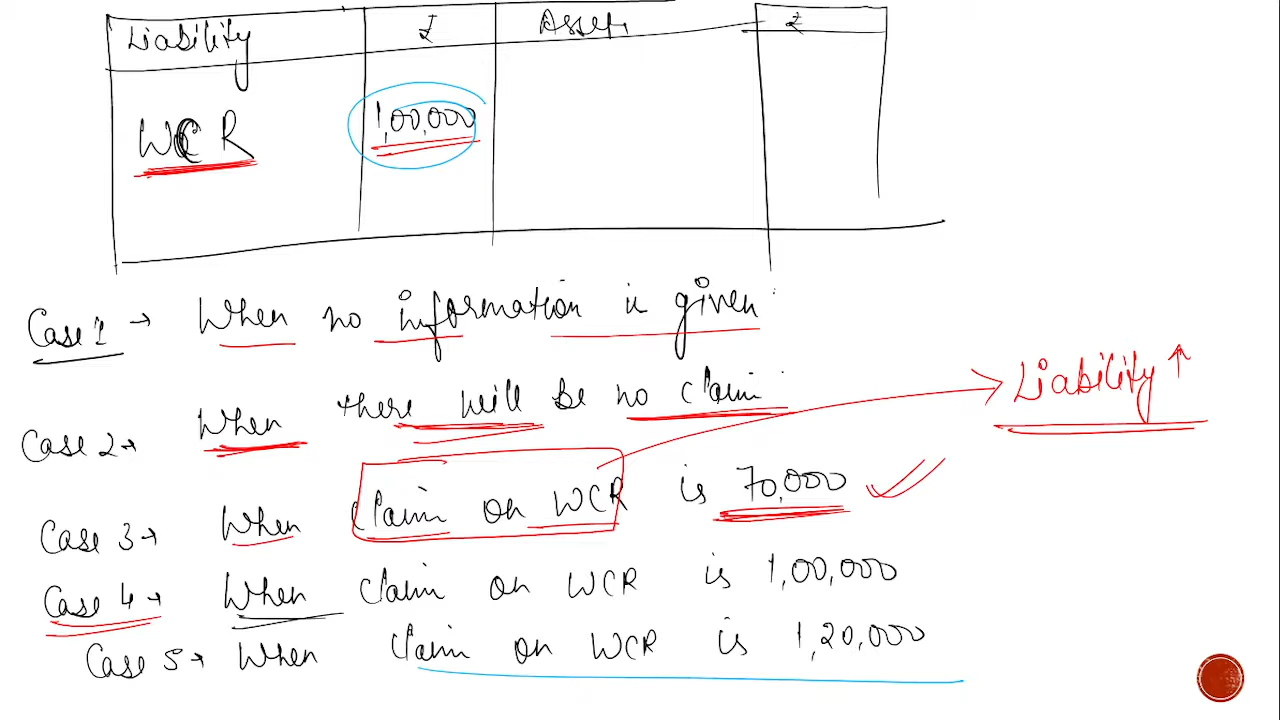 Liability ₹ Assets ₹
WCR 1,00,000
Case 1 → When no information is given
Case 2 → When there will be no claim
Liability ↑
Case 3 → When claim on WCR is 70,000
Case 4 → When claim on WCR is 1,00,000
Case 5 → When claim on WCR is 1,20,000